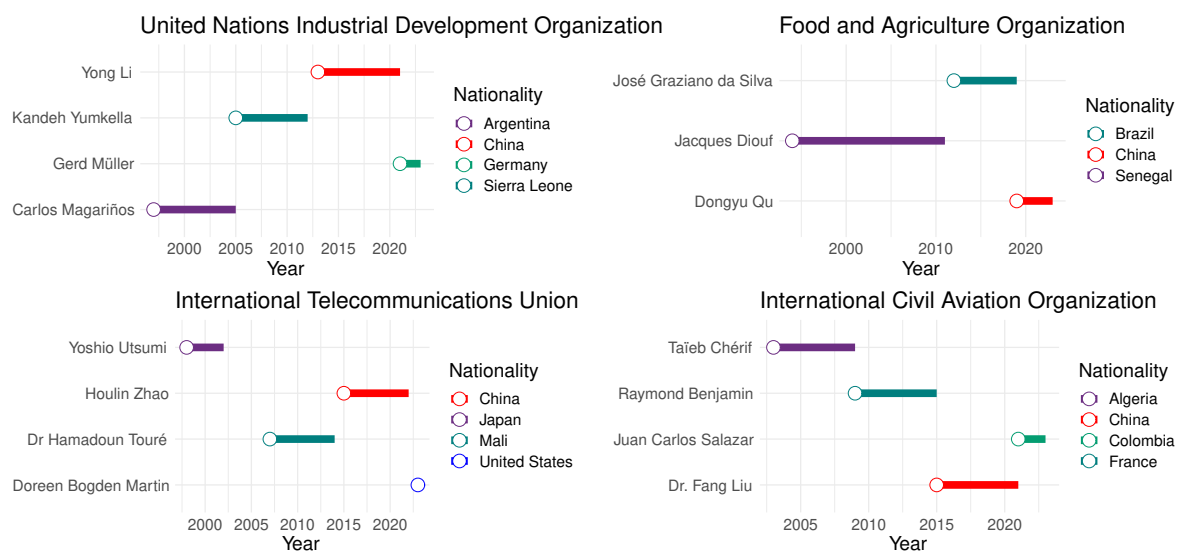 United Nations Industrial Development Organization
Yong Li
Kandeh Yumkella
Gerd Müller
Carlos Magariños
2000 2005 2010 2015 2020
Year
Nationality
Argentina
China
Germany
Sierra Leone
Food and Agriculture Organization
José Graziano da Silva
Jacques Diouf
Dongyu Qu
2000 2010 2020
Year
Nationality
Brazil
China
Senegal
International Telecommunications Union
Yoshio Utsumi
Houlin Zhao
Dr Hamadoun Touré
Doreen Bogden Martin
2000 2005 2010 2015 2020
Year
Nationality
China
Japan
Mali
United States
International Civil Aviation Organization
Taïeb Chérif
Raymond Benjamin
Juan Carlos Salazar
Dr. Fang Liu
2005 2010 2015 2020
Year
Nationality
Algeria
China
Colombia
France